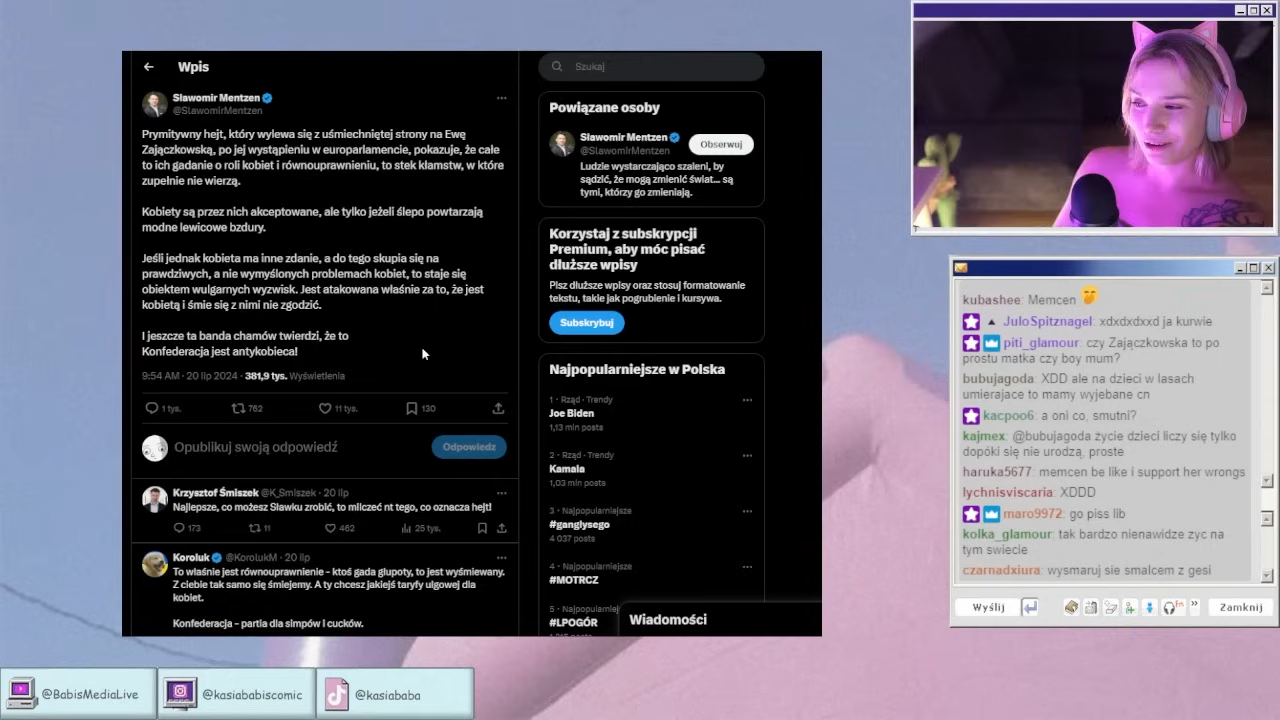 Wpis
Sławomir Mentzen
@SlawomirMentzen
Prymitywny hejt, który wylewa się z uśmiechniętej strony na Ewę
Zajączkowską, po jej wystąpieniu w europarlamencie, pokazuje, że całe
to ich gadanie o roli kobiet i równouprawnieniu, to stek kłamstw, w które
zupełnie nie wierzą.
Kobiety są przez nich akceptowane, ale tylko jeżeli ślepo powtarzają
modne lewicowe bzdury.
Jeśli jednak kobieta ma inne zdanie, a do tego skupia się na
prawdziwych, a nie wymyślonych problemach kobiet, to staje się
obiektem wulgarnych wyzwisk. Jest atakowana właśnie za to, że jest
kobietą i śmie się z nimi nie zgodzić.
I jeszcze ta banda chamów twierdzi, że to
Konfederacja jest antykobieca!
9:54 AM · 20 lip 2024 · 381,9 tys. Wyświetlenia
1 tys.
762
11 tys.
130
Opublikuj swoją odpowiedź
Odpowiedz
Krzysztof Śmiszek @K_Smiszek · 20 lip
Najlepsze, co możesz Sławku zrobić, to milczeć nt tego, co oznacza hejt!
173
11
462
25 tys.
Koroluk @KorolukM · 20 lip
To właśnie jest równouprawnienie - ktoś gada głupoty, to jest wyśmiewany.
Z ciebie tak samo się śmiejemy. A ty chcesz jakiejś taryfy ulgowej dla
kobiet.
Konfederacja - partia dla simpów i cucków.
Szukaj
Powiązane osoby
Sławomir Mentzen
@SlawomirMentzen
Obserwuj
Ludzie wystarczająco szaleni, by
sądzić, że mogą zmienić świat... są
tymi, którzy go zmieniają.
Korzystaj z subskrypcji
Premium, aby móc pisać
dłuższe wpisy
Pisz dłuższe wpisy oraz stosuj formatowanie
tekstu, takie jak pogrubienie i kursywa.
Subskrybuj
Najpopularniejsze w Polska
1 · Rząd · Trendy
Joe Biden
1,13 mln posts
2 · Rząd · Trendy
Kamala
1,03 mln posts
3 · Najpopularniejsze
#ganglysego
4 037 posts
4 · Najpopularniejsze
#MOTRCZ
5 · Najpopularniej
#LPOGÓR
Wiadomości
kubashee: Memcen
JuloSpitznagel: xdxdxdxxd ja kurwie
piti_glamour: czy Zajączkowska to po
prostu matka czy boy mum?
bubujagoda: XDD ale na dzieci w lasach
umierajace to mamy wyjebane cn
kacpoo6: a oni co, smutni?
kajmex: @bubujagoda życie dzieci liczy się tylko
dopóki się nie urodzą, proste
haruka5677: memcen be like i support her wrongs
lychnisviscaria: XDDD
maro9972: go piss lib
kolka_glamour: tak bardzo nienawidze zyc na
tym swiecie
czarnadxiura: wysmaruj sie smalcem z gesi
Wyślij
fn
Zamknij
@BabisMediaLive
@kasiababiscomic
@kasiababa